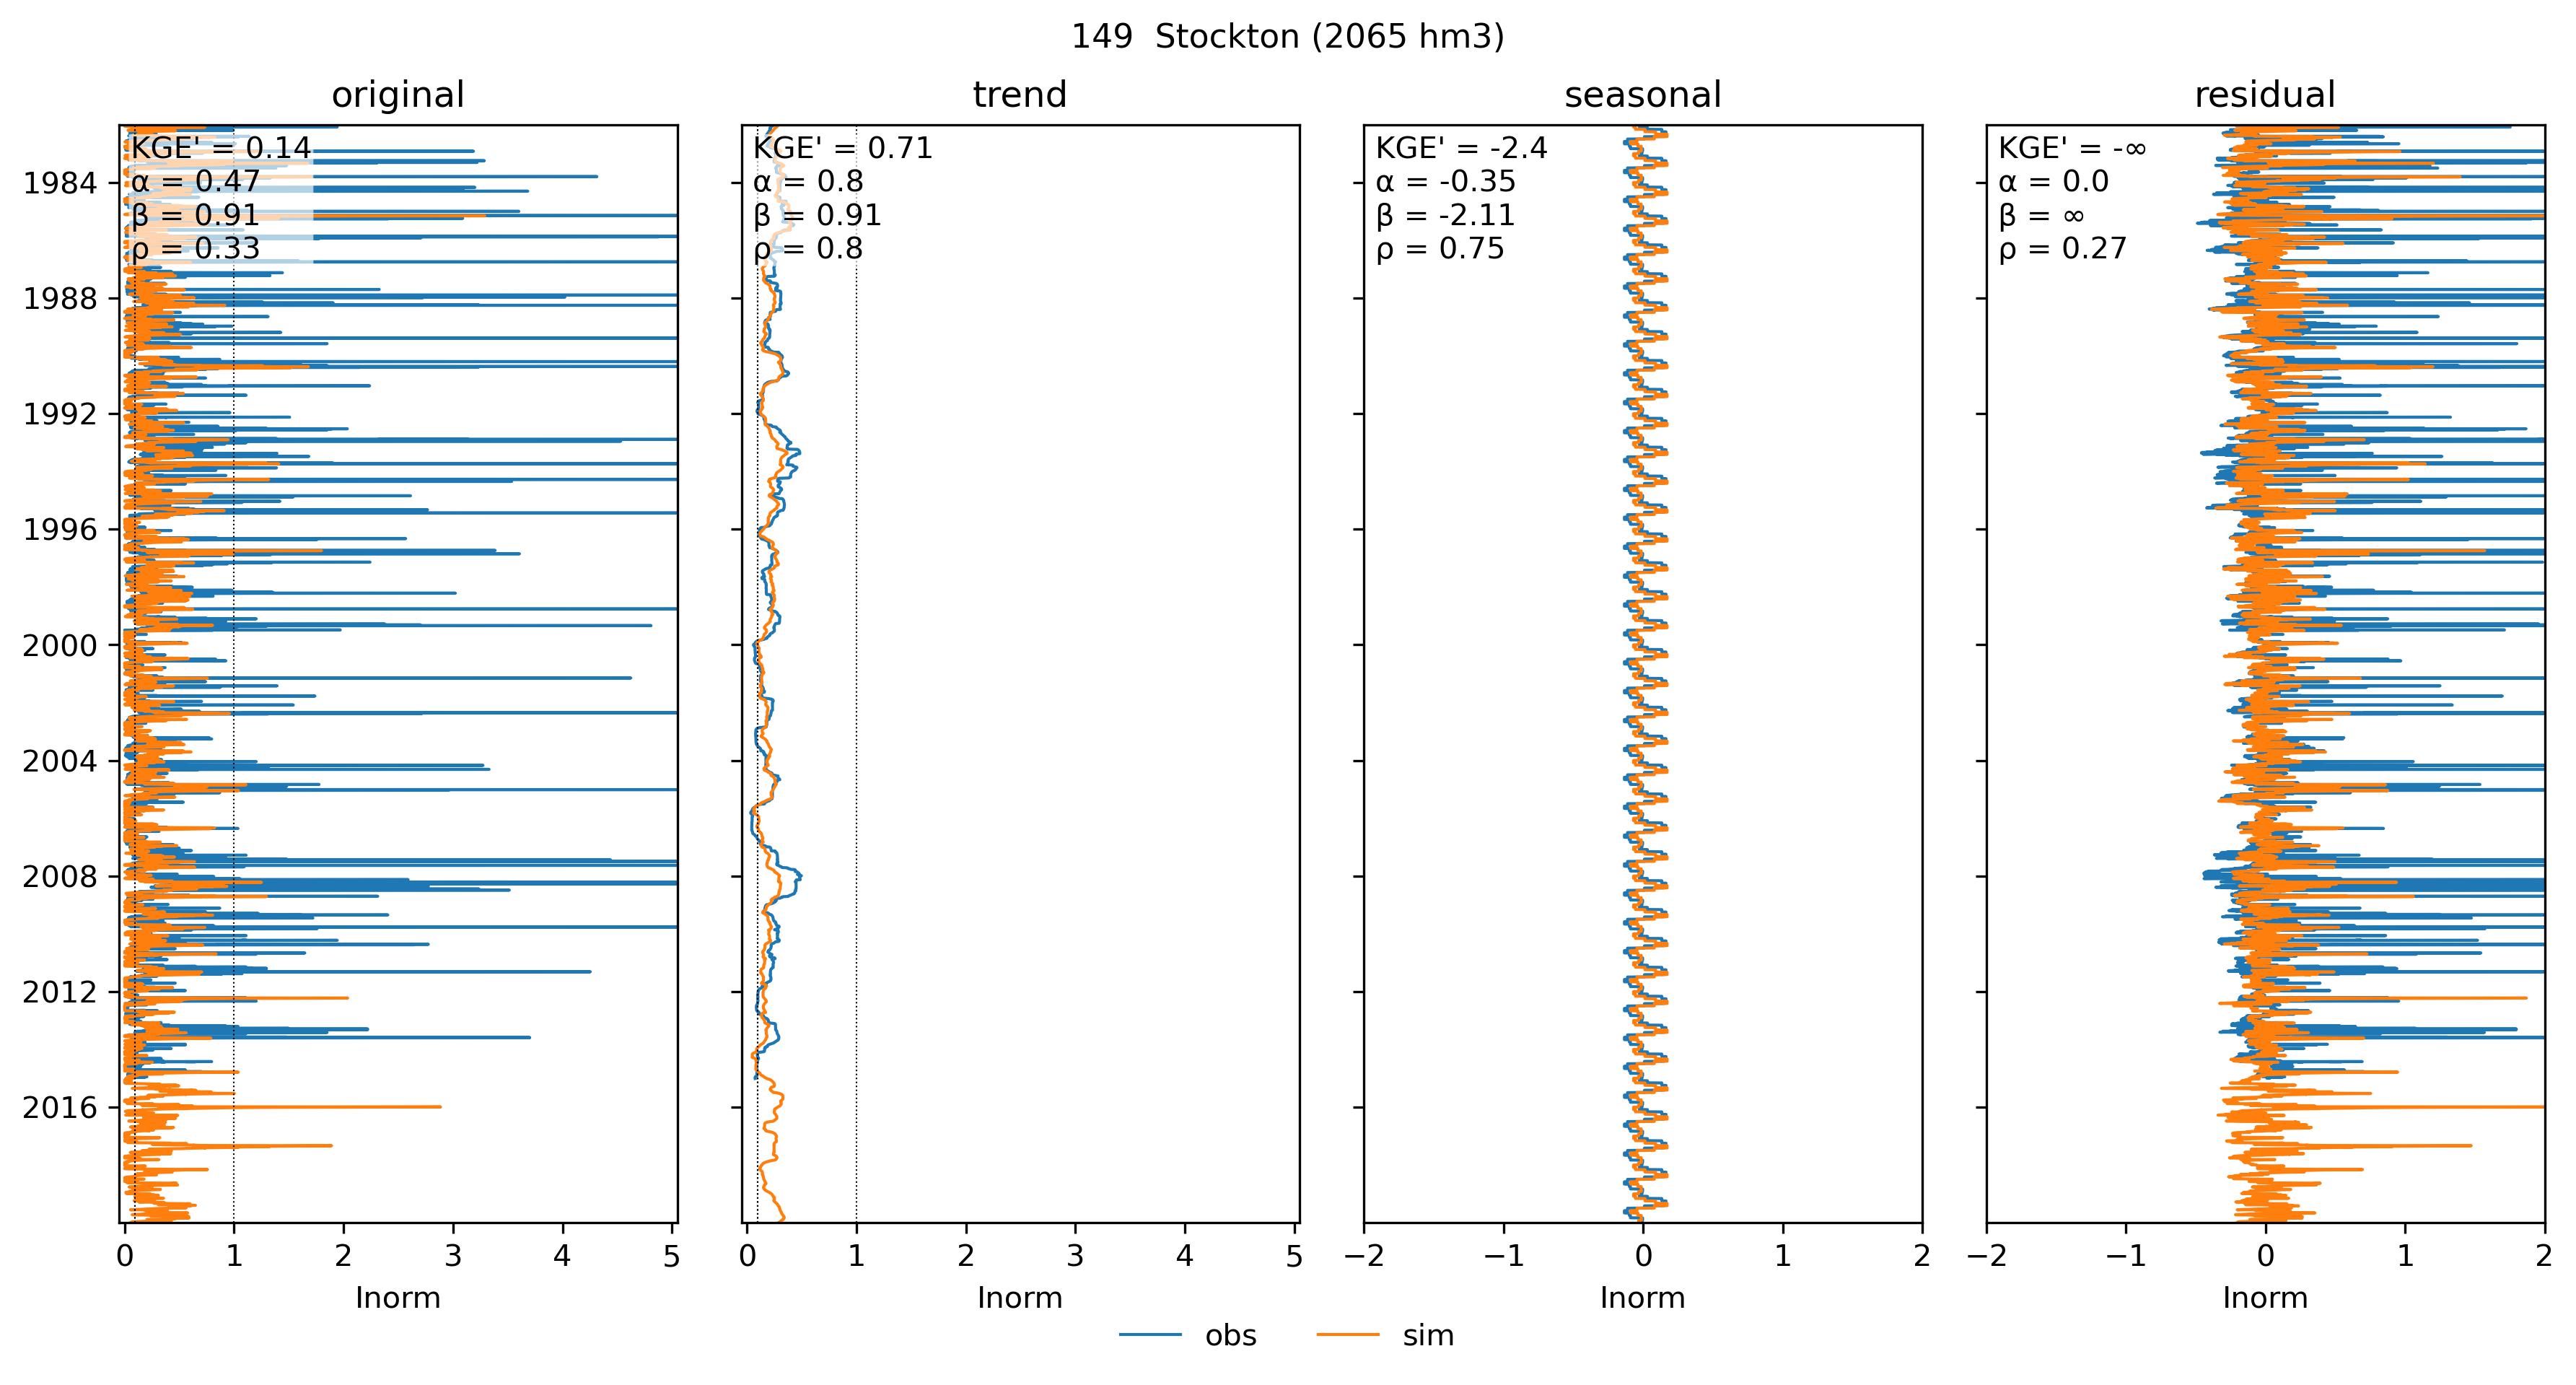 149  Stockton (2065 hm3)
original
trend
seasonal
residual
KGE' = 0.14
α = 0.47
β = 0.91
ρ = 0.33
KGE' = 0.71
α = 0.8
β = 0.91
ρ = 0.8
KGE' = -2.4
α = -0.35
β = -2.11
ρ = 0.75
KGE' = -∞
α = 0.0
β = ∞
ρ = 0.27
1984
1988
1992
1996
2000
2004
2008
2012
2016
0 1 2 3 4 5
0 1 2 3 4 5
−2 −1 0 1 2
−2 −1 0 1 2
Inorm
Inorm
Inorm
Inorm
obs
sim